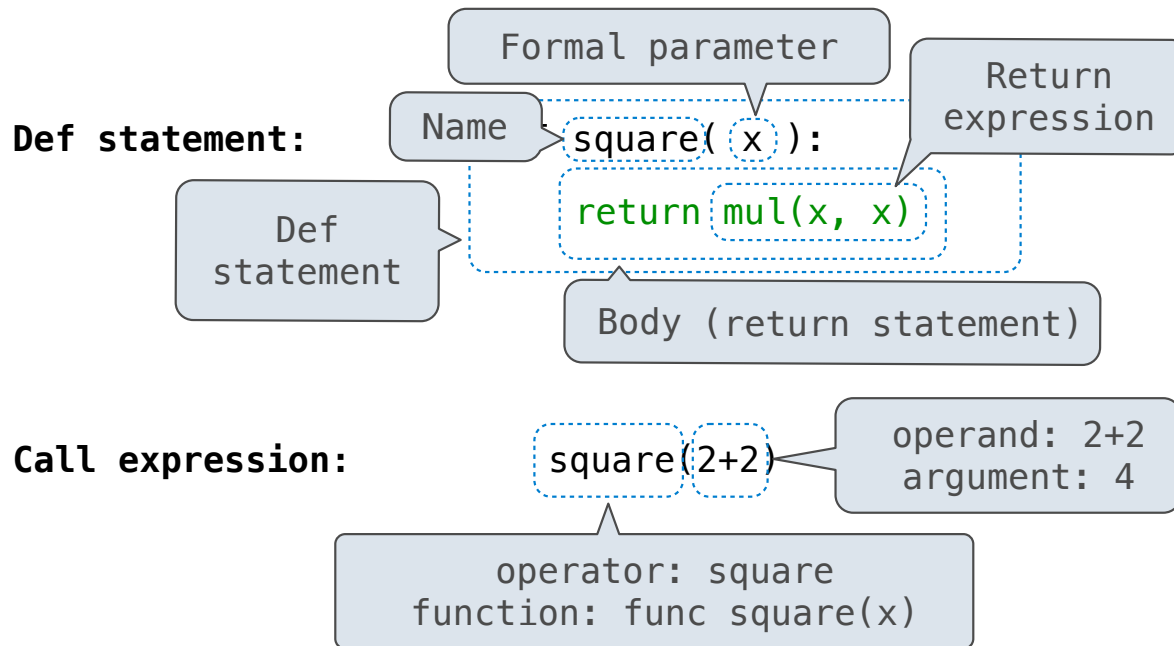 Formal parameter
Return
expression
Name
Def statement:
square( x ):
return mul(x, x)
Def
statement
Body (return statement)
Call expression:
square(2+2)
operand: 2+2
argument: 4
operator: square
function: func square(x)